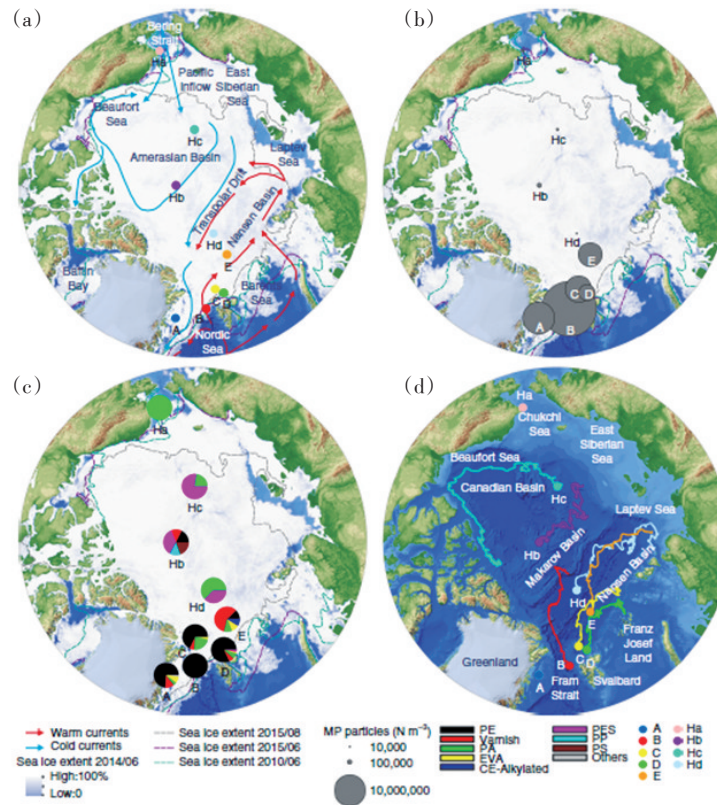 (a)
Bering
Strait
Ha
Pacific
Inflow
East
Siberian
Sea
Beaufort
Sea
Hc
Amerasian Basin
Laptev
Sea
Hb
Transpolar Drift
Nansen Basin
Hd
E
Baffin
Bay
C
D
Barents
Sea
A
B
Nordic
Sea
(b)
Ha
Hc
Hb
Hd
E
C
D
A
B
(c)
Ha
Hc
Hb
Hd
E
C
D
A
B
(d)
Ha
Chukchi
Sea
East
Siberian
Sea
Beaufort Sea
Canadian Basin
Hc
Laptev Sea
Hb
Makarov Basin
Nansen Basin
Hd
E
Franz
Josef
Land
Greenland
B
C
D
A
Fram
Strait
Svalbard
Warm currents
Cold currents
Sea Ice extent 2014/06
High:100%
Low:0
Sea Ice extent 2015/08
Sea Ice extent 2015/06
Sea Ice extent 2010/06
MP particles (N m⁻³)
10,000
100,000
10,000,000
PE
Varnish
PA
EVA
CE-Alkylated
PES
PP
PS
Others
A
B
C
D
E
Ha
Hb
Hc
Hd